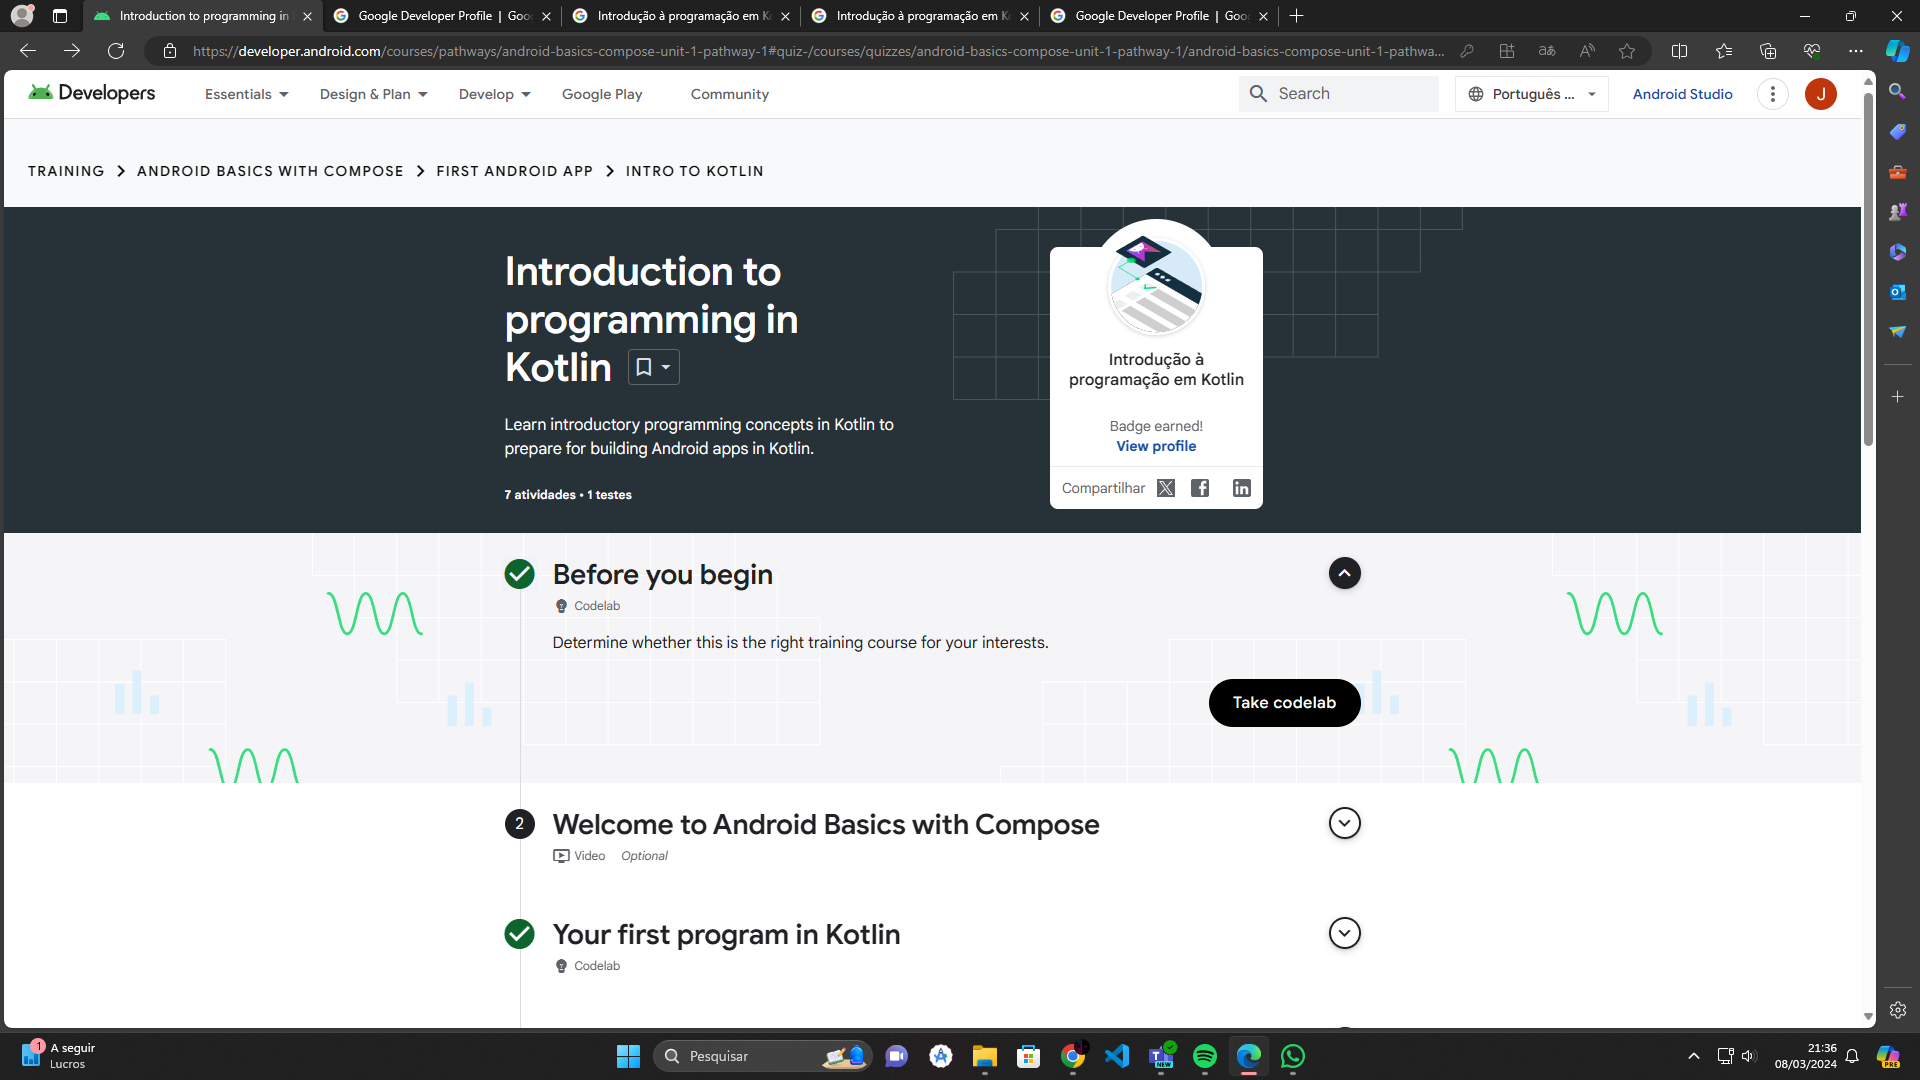 Introduction to programming in
Google Developer Profile | Goo
Introdução à programação em K
Introdução à programação em K
Google Developer Profile | Goo
https://developer.android.com/courses/pathways/android-basics-compose-unit-1-pathway-1#quiz-/courses/quizzes/android-basics-compose-unit-1-pathway-1/android-basics-compose-unit-1-pathwa...
Developers
Essentials
Design & Plan
Develop
Google Play
Community
Search
Português ...
Android Studio
J
TRAINING > ANDROID BASICS WITH COMPOSE > FIRST ANDROID APP > INTRO TO KOTLIN
Introduction to
programming in
Kotlin
Learn introductory programming concepts in Kotlin to
prepare for building Android apps in Kotlin.
7 atividades • 1 testes
Introdução à
programação em Kotlin
Badge earned!
View profile
Compartilhar
Before you begin
Codelab
Determine whether this is the right training course for your interests.
Take codelab
2
Welcome to Android Basics with Compose
Video Optional
Your first program in Kotlin
Codelab
1
A seguir
Lucros
Pesquisar
NEW
21:36
08/03/2024
PRE